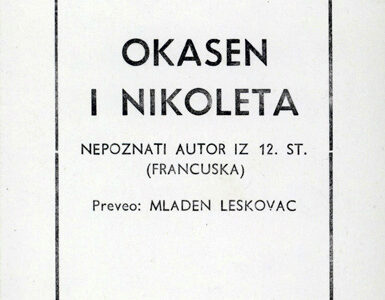 OKASEN
I NIKOLETA
NEPOZNATI AUTOR IZ 12. ST.
(FRANCUSKA)
Preveo: MLADEN LESKOVAC